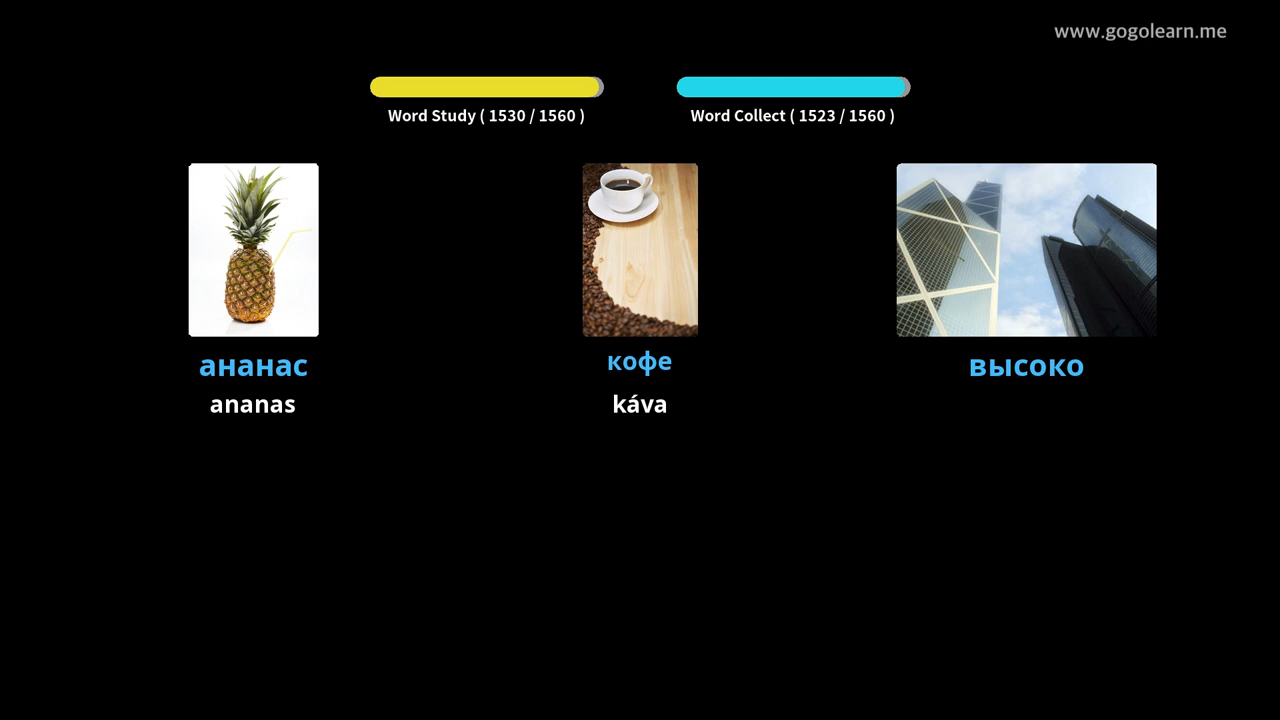 www.gogolearn.me
Word Study ( 1530 / 1560 )
Word Collect ( 1523 / 1560 )
ананас
кофе
высоко
ananas
káva